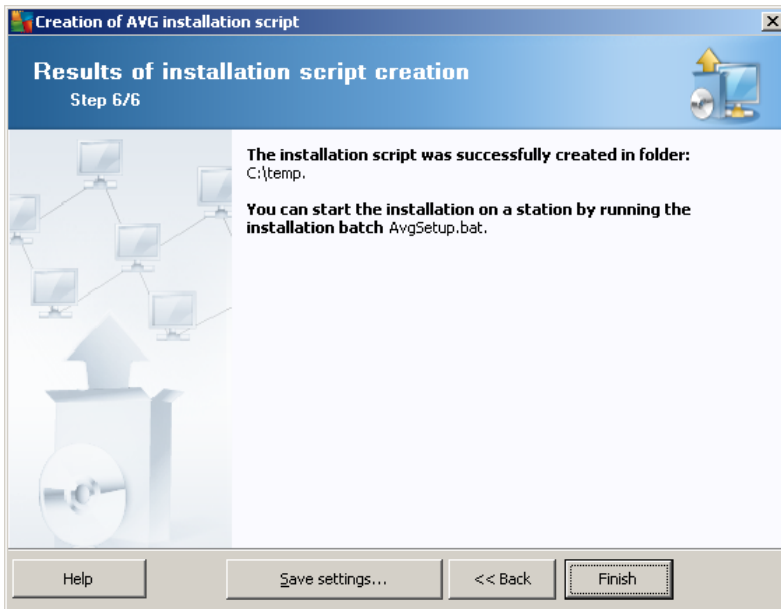 Creation of AVG installation script
Results of installation script creation
Step 6/6
The installation script was successfully created in folder:
C:\temp.
You can start the installation on a station by running the
installation batch AvgSetup.bat.
Help
Save settings...
<< Back
Finish